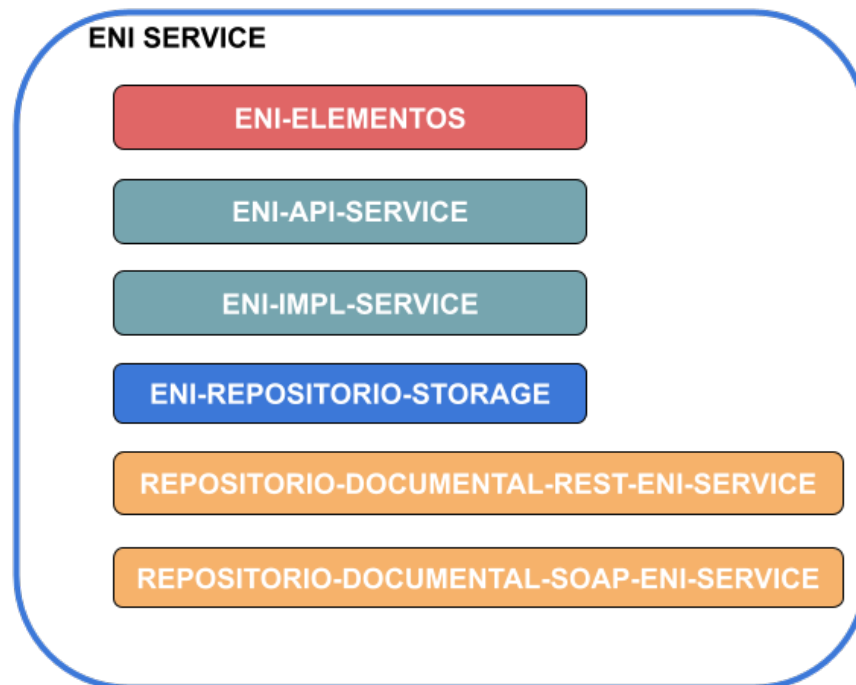 ENI SERVICE
ENI-ELEMENTOS
ENI-API-SERVICE
ENI-IMPL-SERVICE
ENI-REPOSITORIO-STORAGE
REPOSITORIO-DOCUMENTAL-REST-ENI-SERVICE
REPOSITORIO-DOCUMENTAL-SOAP-ENI-SERVICE